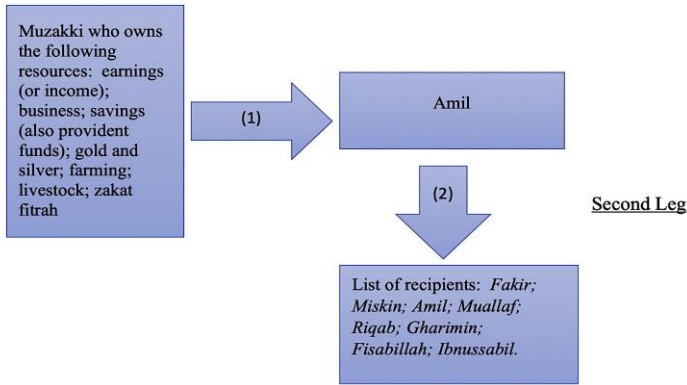 Muzakki who owns
the following
resources: earnings
(or income);
business; savings
(also provident
funds); gold and
silver; farming;
livestock; zakat
fitrah
(1)
Amil
(2)
Second Leg
List of recipients: Fakir;
Miskin; Amil; Muallaf;
Riqab; Gharimin;
Fisabillah; Ibnussabil.